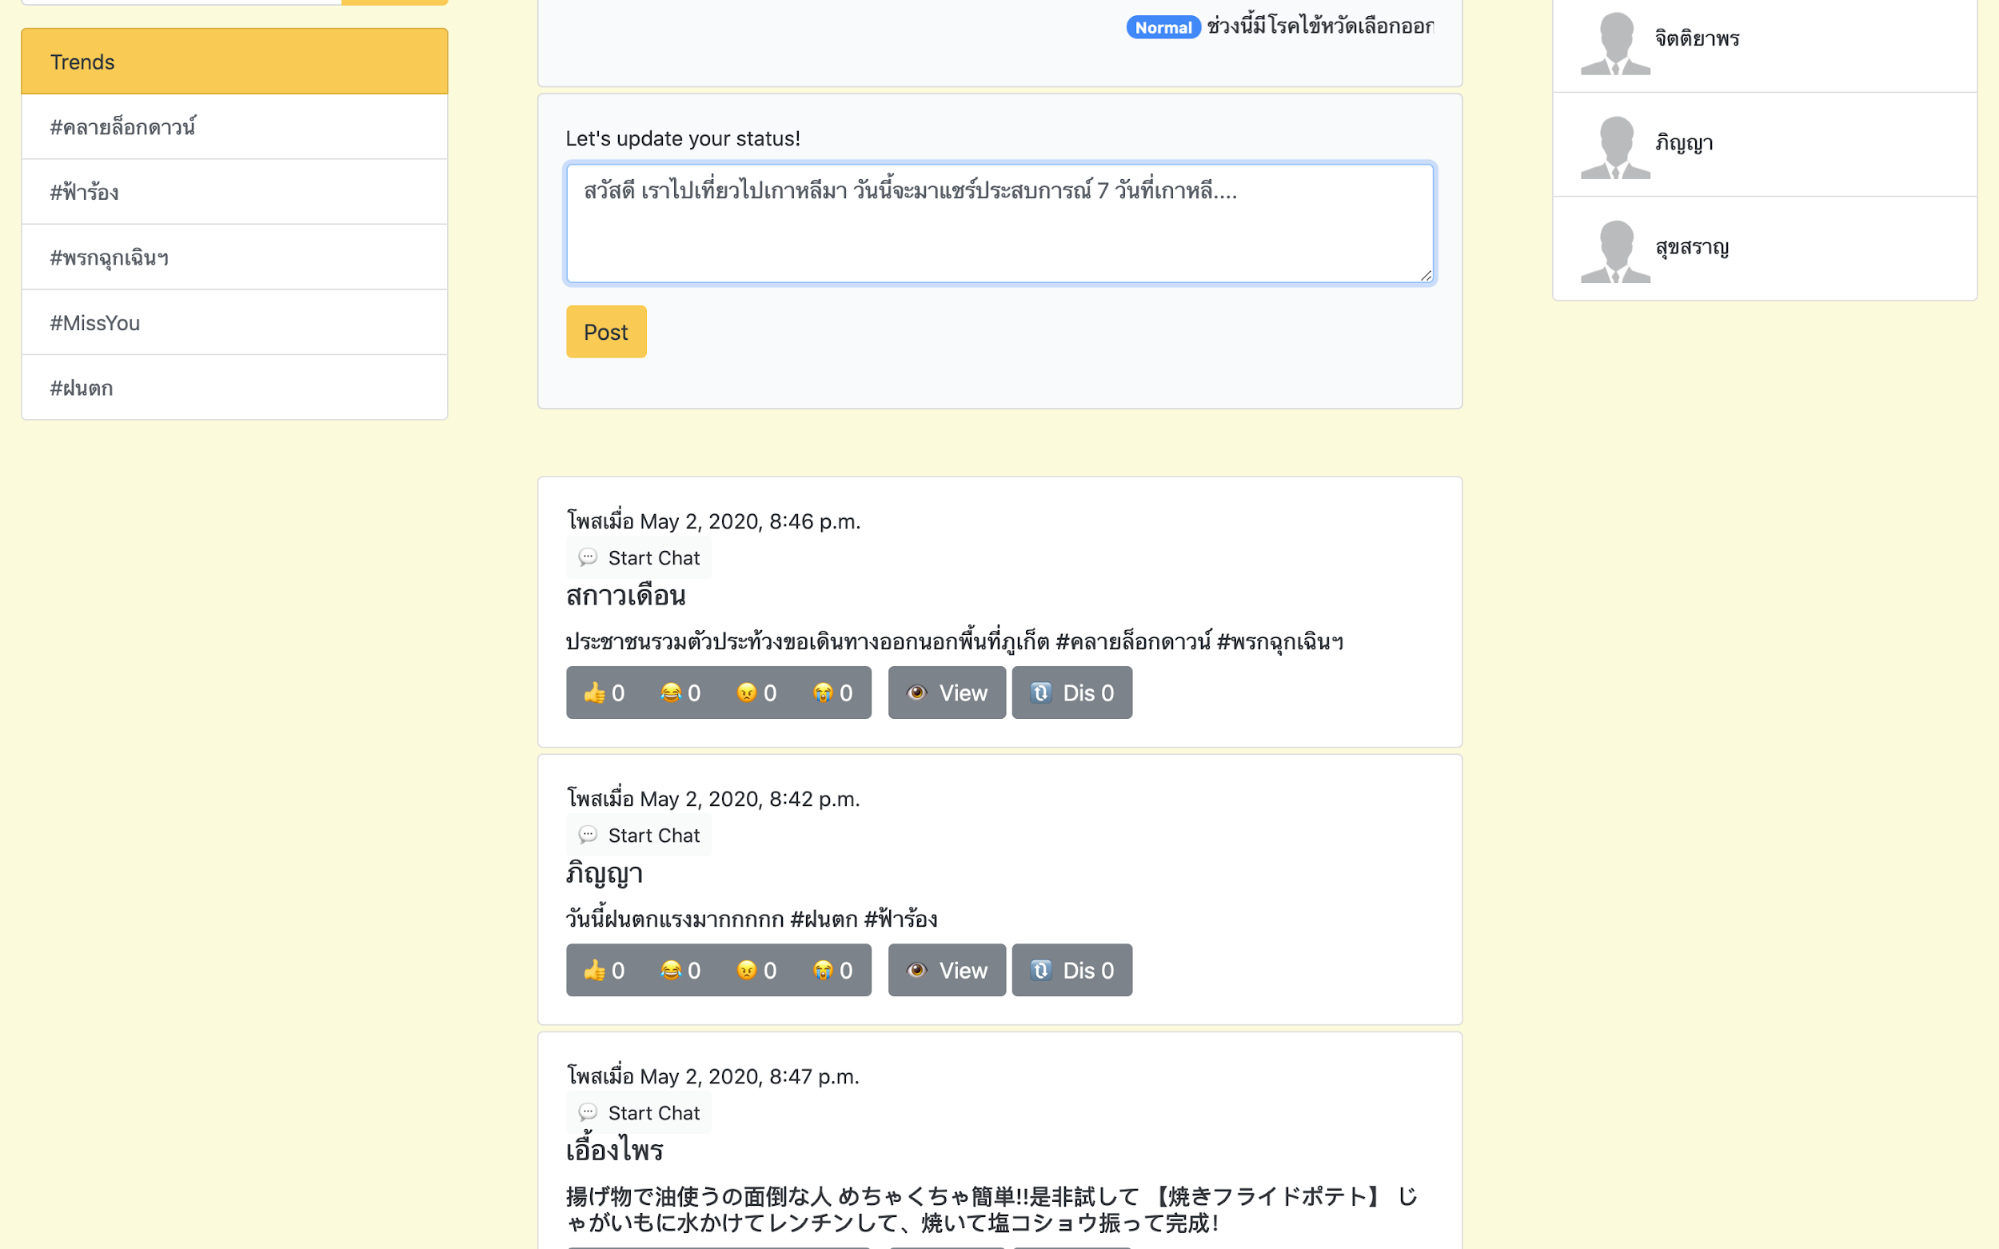 Trends
#คลายล็อกดาวน์
#ฟ้าร้อง
#พรกฉุกเฉินฯ
#MissYou
#ฝนตก
Normal ช่วงนี้มีโรคไข้หวัดเลือกออก
Let's update your status!
สวัสดี เราไปเที่ยวไปเกาหลีมา วันนี้จะมาแชร์ประสบการณ์ 7 วันที่เกาหลี....
Post
โพสเมื่อ May 2, 2020, 8:46 p.m.
Start Chat
สกาวเดือน
ประชาชนรวมตัวประท้วงขอเดินทางออกนอกพื้นที่ภูเก็ต #คลายล็อกดาวน์ #พรกฉุกเฉินฯ
👍 0 😂 0 😠 0 😭 0 View Dis 0
โพสเมื่อ May 2, 2020, 8:42 p.m.
Start Chat
ภิญญา
วันนี้ฝนตกแรงมากกกกก #ฝนตก #ฟ้าร้อง
👍 0 😂 0 😠 0 😭 0 View Dis 0
โพสเมื่อ May 2, 2020, 8:47 p.m.
Start Chat
เอื้องไพร
揚げ物で油使うの面倒な人 めちゃくちゃ簡単!!是非試して 【焼きフライドポテト】 じ
ゃがいもに水かけてレンチンして、焼いて塩コショウ振って完成！
จิตติยาพร
ภิญญา
สุขสราญ